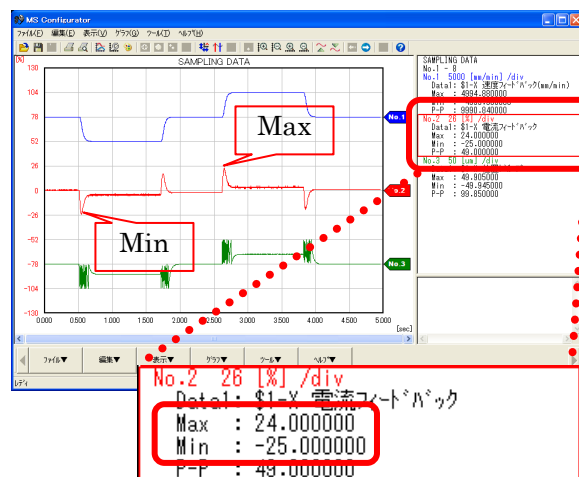 MS Configurator
ﾌｧｲﾙ(F) 編集(E) 表示(V) ｸﾞﾗﾌ(G) ﾂｰﾙ(T) ﾍﾙﾌﾟ(H)
[%]
SAMPLING DATA
130
104
78
52
26
0
-26
-52
-78
-104
-130
0.000 0.500 1.000 1.500 2.000 2.500 3.000 3.500 4.000 4.500 5.000
[sec]
Max
Min
No.1
o.2
No.3
SAMPLING DATA
No.1 - 8
No.1 5000 [mm/min] /div
Data1: $1-X 速度ﾌｨｰﾄﾞﾊﾞｯｸ(mm/min)
Max : 4994.880000
P-P : 9990.840000
No.2 26 [%] /div
Data1: $1-X 電流ﾌｨｰﾄﾞﾊﾞｯｸ
Max : 24.000000
Min : -25.000000
P-P : 49.000000
No.3 50 [um] /div
Max : 49.905000
Min : -49.945000
P-P : 99.850000
ﾌｧｲﾙ▼ 編集▼ 表示▼ ｸﾞﾗﾌ▼ ﾂｰﾙ▼ ﾍﾙﾌﾟ▼
ﾚﾃﾞｨ
No.2 26 [%] /div
Data1: $1-X 電流ﾌｨｰﾄﾞﾊﾞｯｸ
Max : 24.000000
Min : -25.000000
P-P : 49.000000